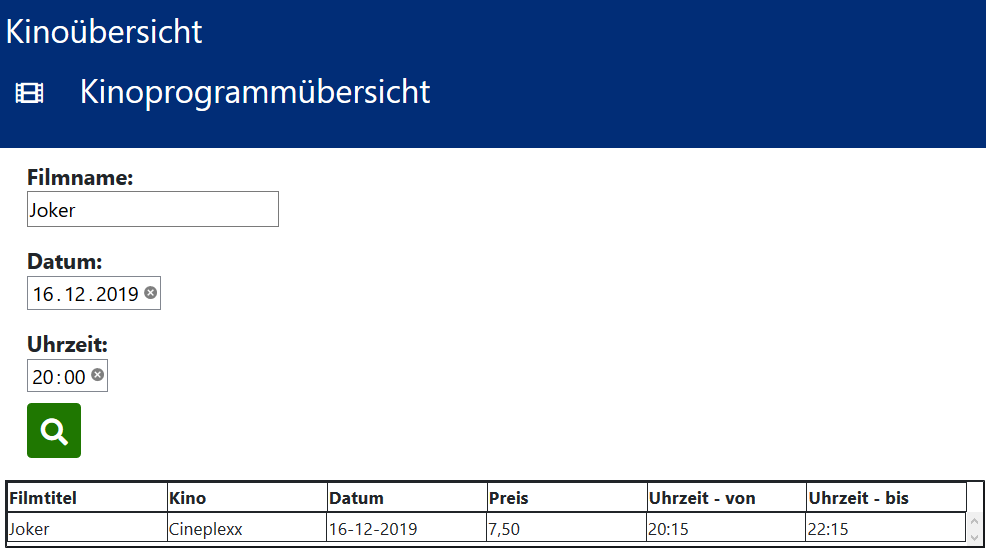 Kinoübersicht
Kinoprogrammübersicht
Filmname:
Joker
Datum:
16.12.2019
Uhrzeit:
20:00
Filmtitel Kino Datum Preis Uhrzeit - von Uhrzeit - bis
Joker Cineplexx 16-12-2019 7,50 20:15 22:15